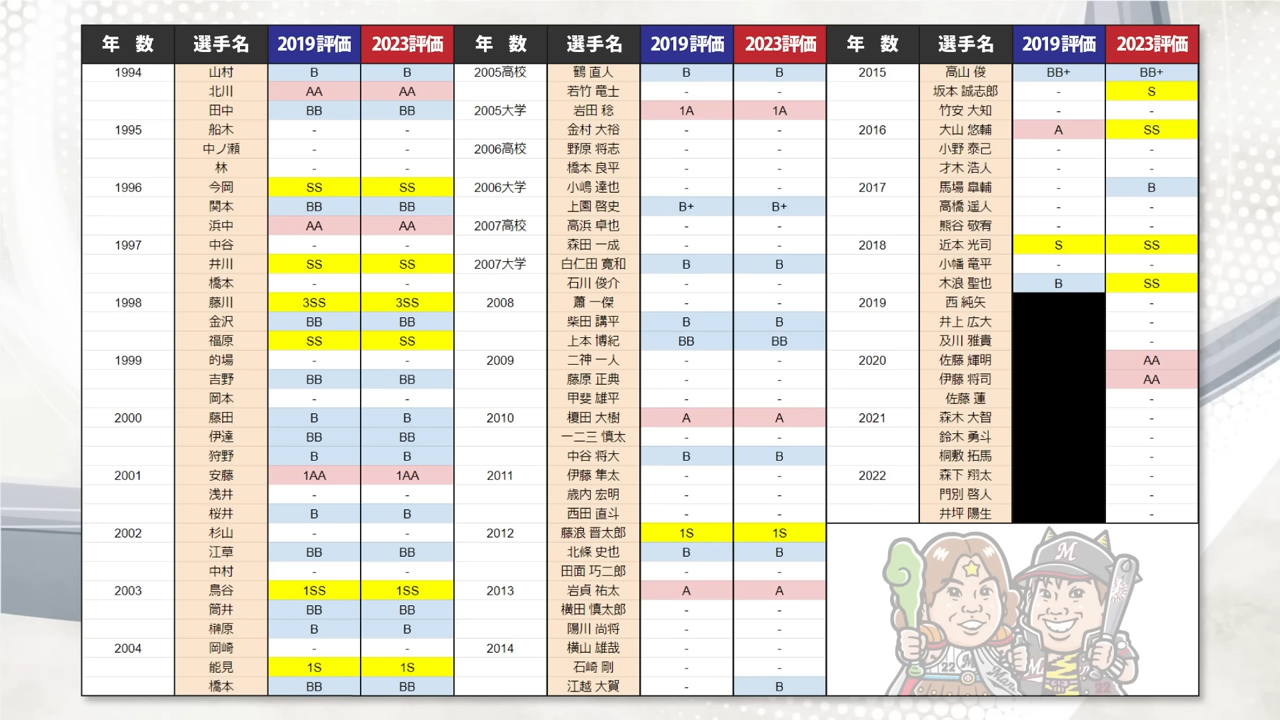 年 数 選手名 2019評価 2023評価 年 数 選手名 2019評価 2023評価 年 数 選手名 2019評価 2023評価
1994 山村 B B 2005高校 鶴 直人 B B 2015 高山 俊 BB+ BB+
北川 AA AA 若竹 竜士 - - 坂本 誠志郎 - S
田中 BB BB 2005大学 岩田 稔 1A 1A 竹安 大知 - -
1995 船木 - - 金村 大裕 - - 2016 大山 悠輔 A SS
中ノ瀬 - - 2006高校 野原 将志 - - 小野 泰己 - -
林 - - 橋本 良平 - - 才木 浩人 - -
1996 今岡 SS SS 2006大学 小嶋 達也 - - 2017 馬場 皐輔 - B
関本 BB BB 上園 啓史 B+ B+ 高橋 遥人 - -
浜中 AA AA 2007高校 高浜 卓也 - - 熊谷 敬宥 - -
1997 中谷 - - 森田 一成 - - 2018 近本 光司 S SS
井川 SS SS 2007大学 白仁田 寛和 B B 小幡 竜平 - -
橋本 - - 石川 俊介 - - 木浪 聖也 B SS
1998 藤川 3SS 3SS 2008 蕭 一傑 - - 2019 西 純矢 -
金沢 BB BB 柴田 講平 B B 井上 広大 -
福原 SS SS 上本 博紀 BB BB 及川 雅貴 -
1999 的場 - - 2009 二神 一人 - - 2020 佐藤 輝明 AA
吉野 BB BB 藤原 正典 - - 伊藤 将司 AA
岡本 - - 甲斐 雄平 - - 佐藤 蓮 -
2000 藤田 B B 2010 榎田 大樹 A A 2021 森木 大智 -
伊達 BB BB 一二三 慎太 - - 鈴木 勇斗 -
狩野 B B 中谷 将大 B B 桐敷 拓馬 -
2001 安藤 1AA 1AA 2011 伊藤 隼太 - - 2022 森下 翔太 -
浅井 - - 歳内 宏明 - - 門別 啓人 -
桜井 B B 西田 直斗 - - 井坪 陽生 -
2002 杉山 - - 2012 藤浪 晋太郎 1S 1S
江草 BB BB 北條 史也 B B
中村 - - 田面 巧二郎 - -
2003 鳥谷 1SS 1SS 2013 岩貞 祐太 A A
筒井 BB BB 横田 慎太郎 - -
榊原 B B 陽川 尚将 - -
2004 岡崎 - - 2014 横山 雄哉 - -
能見 1S 1S 石崎 剛 - -
橋本 BB BB 江越 大賀 - B
M
22
M
22